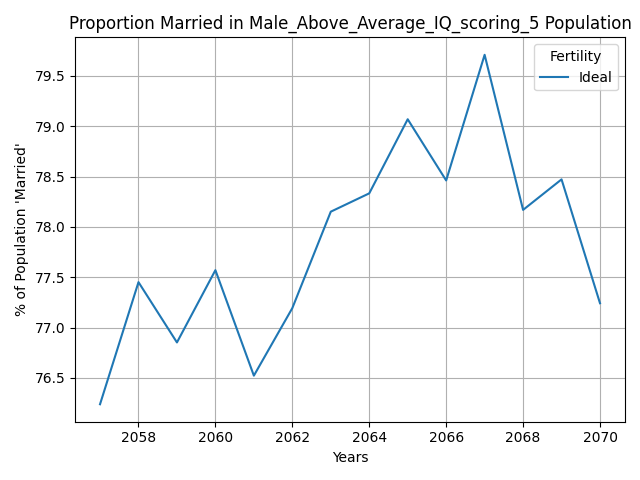 Proportion Married in Male_Above_Average_IQ_scoring_5 Population
Fertility
Ideal
79.5
79.0
78.5
78.0
77.5
77.0
76.5
% of Population 'Married'
2058 2060 2062 2064 2066 2068 2070
Years